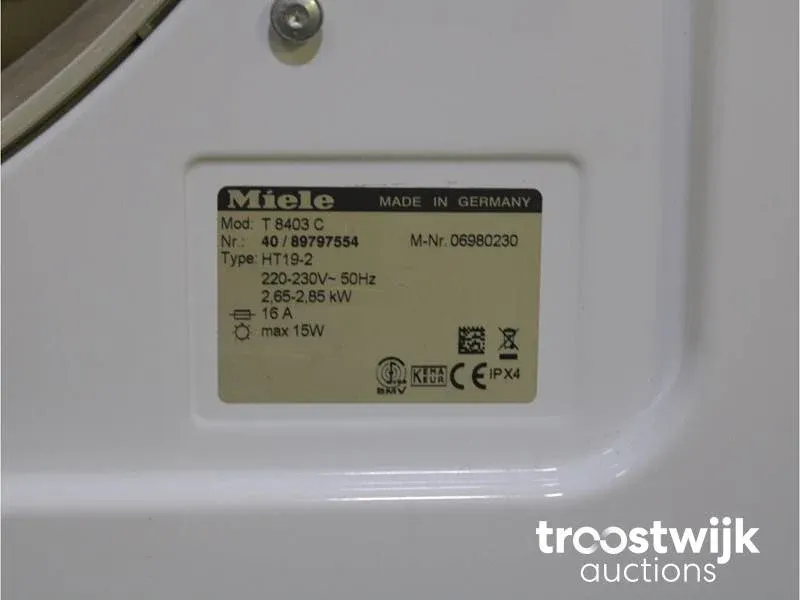 Miele MADE IN GERMANY
Mod: T 8403 C
Nr.: 40 / 89797554 M-Nr. 06980230
Type: HT19-2
220-230V~ 50Hz
2,65-2,85 kW
16 A
max 15W
KEMA
KEUR
CE IPX4
BMV
troostwijk
auctions